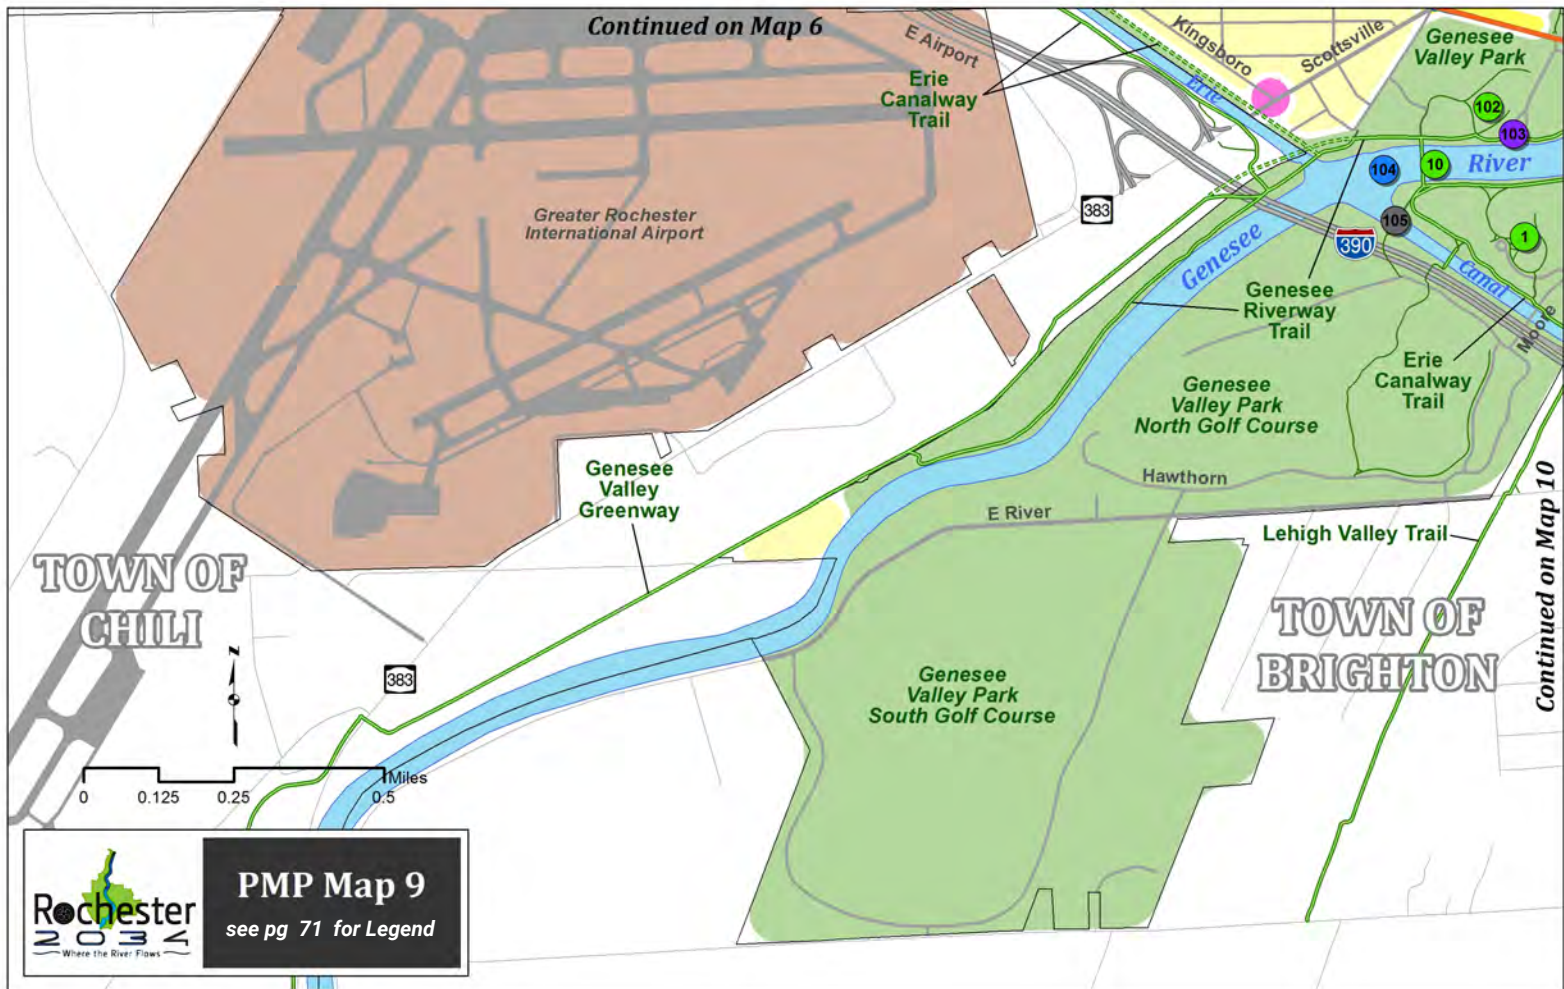 Continued on Map 6
E Airport
Kingsboro
Scottsville
Genesee
Valley Park
Erie
Canalway
Trail
Erie
102
103
104
10
River
105
1
383
390
Greater Rochester
International Airport
Genesee
Canal
Moore
Genesee
Riverway
Trail
Erie
Canalway
Trail
Genesee
Valley Park
North Golf Course
Hawthorn
E River
Genesee
Valley
Greenway
Lehigh Valley Trail
Continued on Map 10
TOWN OF
CHILI
TOWN OF
BRIGHTON
383
Genesee
Valley Park
South Golf Course
z
Miles
0 0.125 0.25 0.5
Rochester
2034
Where the River Flows
PMP Map 9
see pg 71 for Legend